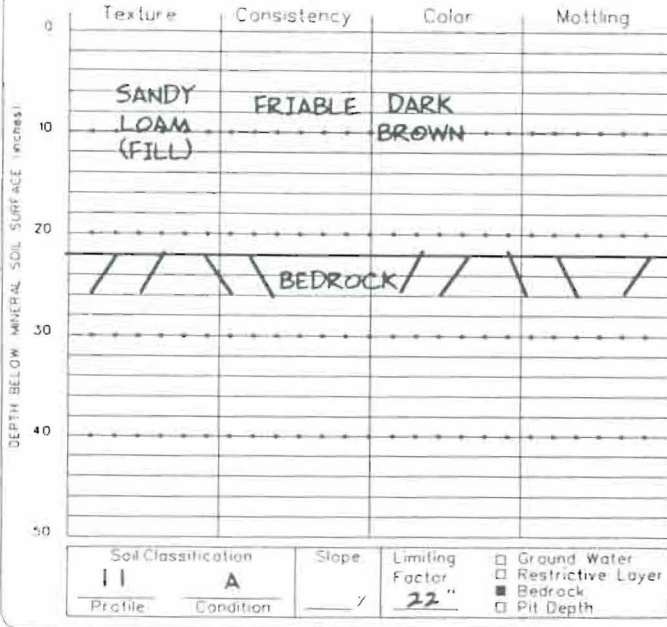 Texture Consistency Color Mottling
DEPTH BELOW MINERAL SOIL SURFACE (inches)
0
SANDY FRIABLE DARK
10 LOAM BROWN
(FILL)
20
BEDROCK
30
40
50
Soil Classification Slope Limiting □ Ground Water
11 A Factor □ Restrictive Layer
Profile Condition % 22" ■ Bedrock
□ Pit Depth